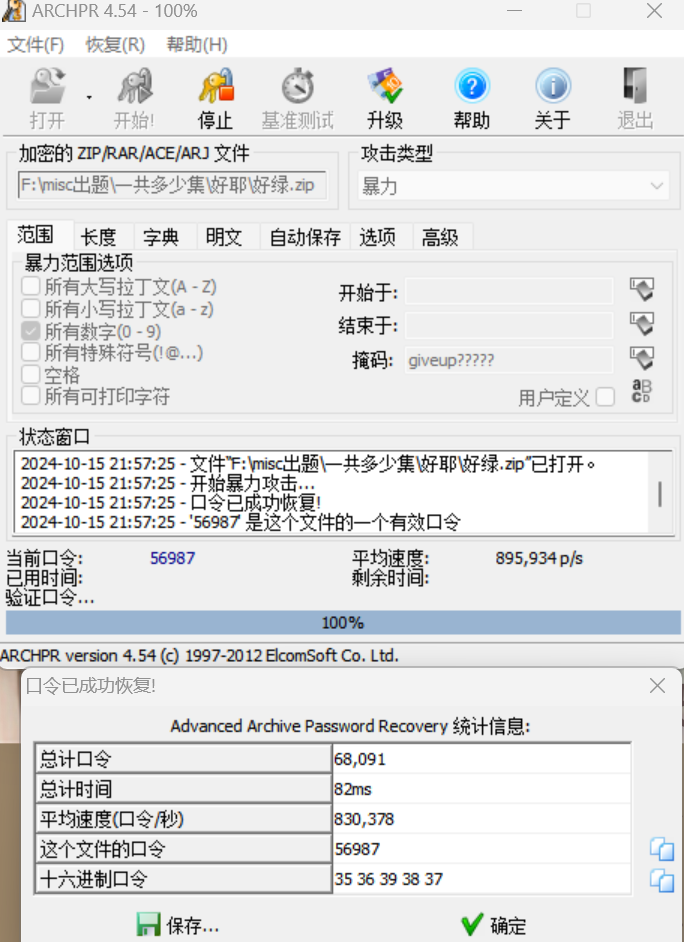 ARCHPR 4.54 - 100%
文件(F) 恢复(R) 帮助(H)
打开 开始! 停止 基准测试 升级 帮助 关于 退出
加密的 ZIP/RAR/ACE/ARJ 文件 攻击类型
F:\misc出题\一共多少集\好耶\好绿.zip 暴力
范围 长度 字典 明文 自动保存 选项 高级
暴力范围选项
所有大写拉丁文(A - Z) 开始于:
所有小写拉丁文(a - z)
所有数字(0 - 9) 结束于:
所有特殊符号(!@...) 掩码: giveup?????
空格
所有可打印字符 用户定义
状态窗口
2024-10-15 21:57:25 - 文件“F:\misc出题\一共多少集\好耶\好绿.zip”已打开。
2024-10-15 21:57:25 - 开始暴力攻击...
2024-10-15 21:57:25 - 口令已成功恢复!
2024-10-15 21:57:25 - '56987' 是这个文件的一个有效口令
当前口令: 56987 平均速度: 895,934 p/s
已用时间: 剩余时间:
验证口令...
100%
ARCHPR version 4.54 (c) 1997-2012 ElcomSoft Co. Ltd.
口令已成功恢复!
Advanced Archive Password Recovery 统计信息:
总计口令 68,091
总计时间 82ms
平均速度(口令/秒) 830,378
这个文件的口令 56987
十六进制口令 35 36 39 38 37
保存... 确定